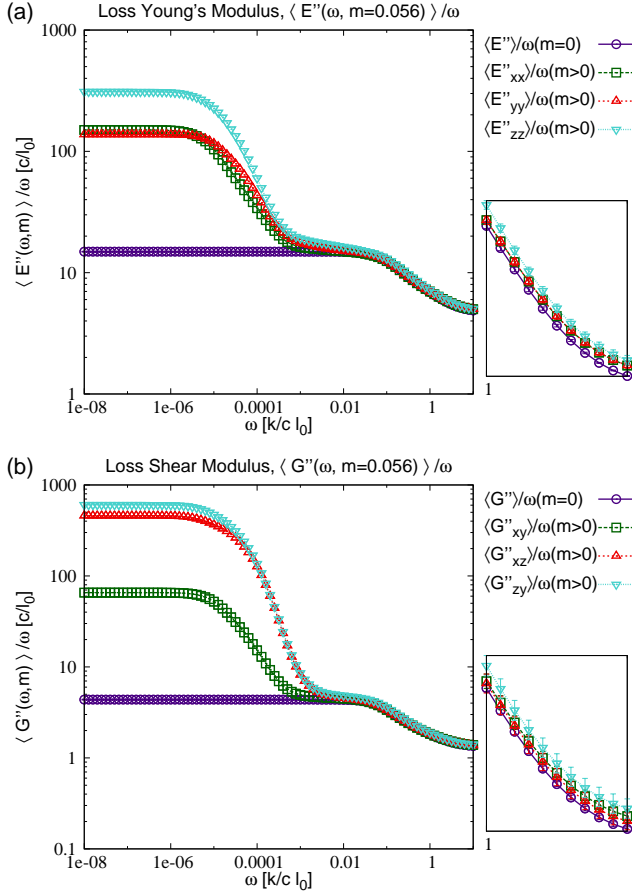 (a)
Loss Young's Modulus, ⟨ E''(ω, m=0.056) ⟩ /ω
⟨ E''(ω,m) ⟩ /ω [c/l₀]
1000
100
10
1
1e-08 1e-06 0.0001 0.01 1
ω [k/c l₀]
⟨E''⟩/ω(m=0)
⟨E''xx⟩/ω(m>0)
⟨E''yy⟩/ω(m>0)
⟨E''zz⟩/ω(m>0)
1
(b)
Loss Shear Modulus, ⟨ G''(ω, m=0.056) ⟩ /ω
⟨ G''(ω,m) ⟩ /ω [c/l₀]
1000
100
10
1
0.1
1e-08 1e-06 0.0001 0.01 1
ω [k/c l₀]
⟨G''⟩/ω(m=0)
⟨G''xy⟩/ω(m>0)
⟨G''xz⟩/ω(m>0)
⟨G''zy⟩/ω(m>0)
1